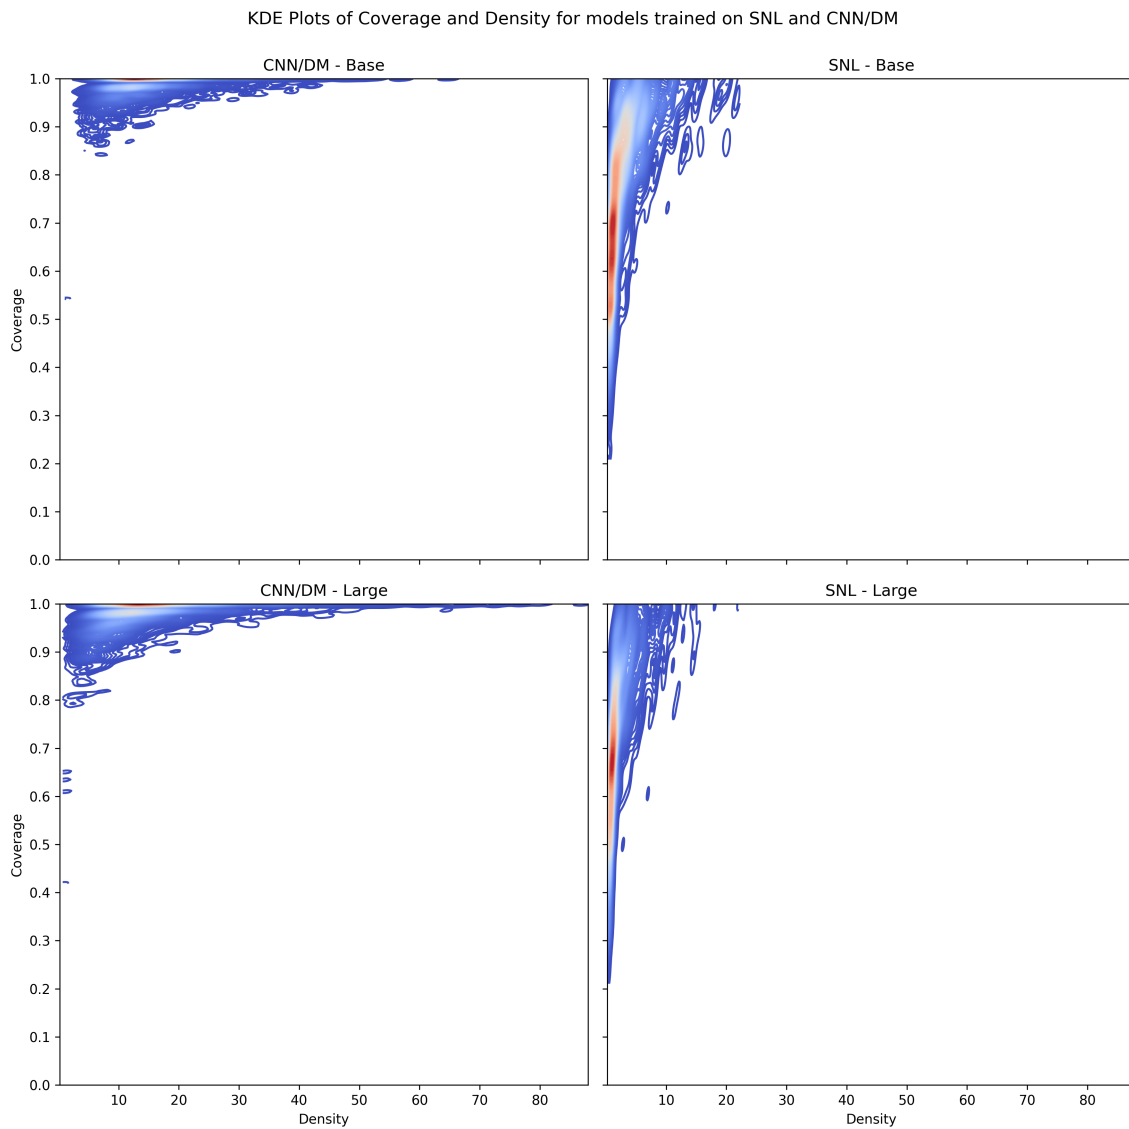 KDE Plots of Coverage and Density for models trained on SNL and CNN/DM
CNN/DM - Base
SNL - Base
1.0
0.9
0.8
0.7
0.6
0.5
0.4
0.3
0.2
0.1
0.0
Coverage
CNN/DM - Large
SNL - Large
1.0
0.9
0.8
0.7
0.6
0.5
0.4
0.3
0.2
0.1
0.0
Coverage
10 20 30 40 50 60 70 80
Density
10 20 30 40 50 60 70 80
Density